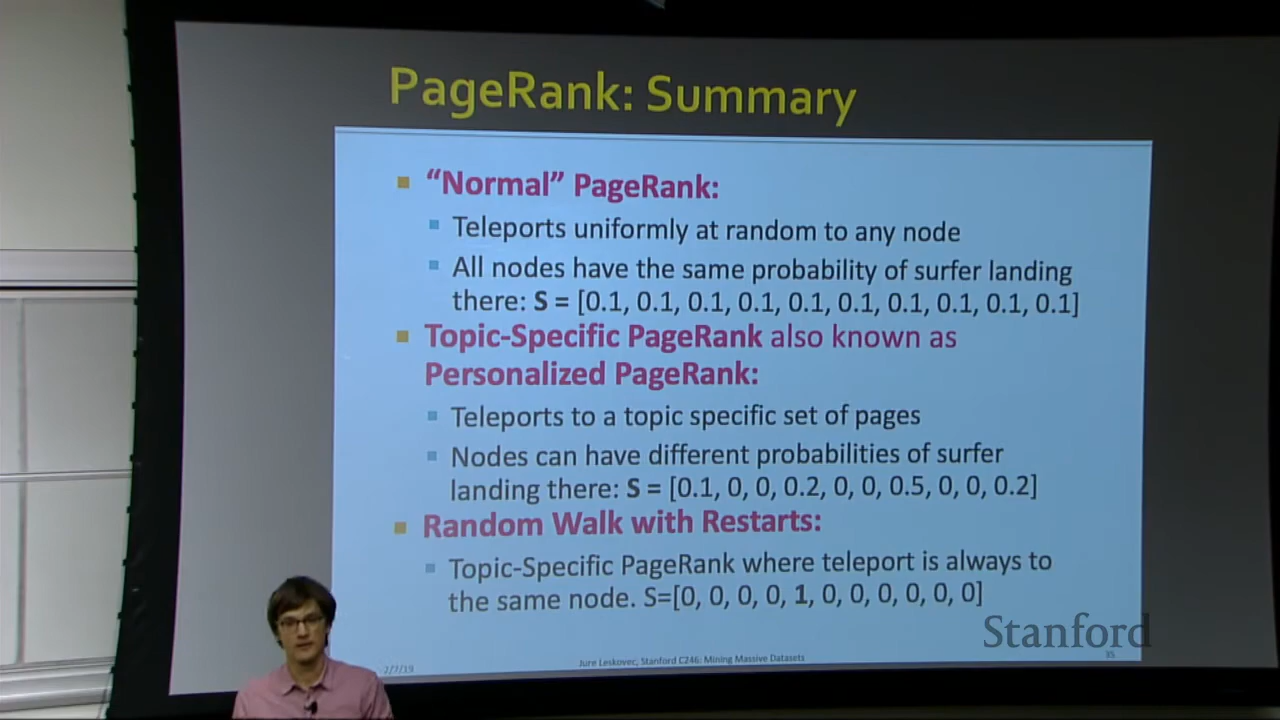 PageRank: Summary
“Normal” PageRank:
Teleports uniformly at random to any node
All nodes have the same probability of surfer landing
there: S = [0.1, 0.1, 0.1, 0.1, 0.1, 0.1, 0.1, 0.1, 0.1, 0.1]
Topic-Specific PageRank also known as
Personalized PageRank:
Teleports to a topic specific set of pages
Nodes can have different probabilities of surfer
landing there: S = [0.1, 0, 0, 0.2, 0, 0, 0.5, 0, 0, 0.2]
Random Walk with Restarts:
Topic-Specific PageRank where teleport is always to
the same node. S=[0, 0, 0, 0, 1, 0, 0, 0, 0, 0, 0]
Stanford
2/7/19
Jure Leskovec, Stanford C246: Mining Massive Datasets
35